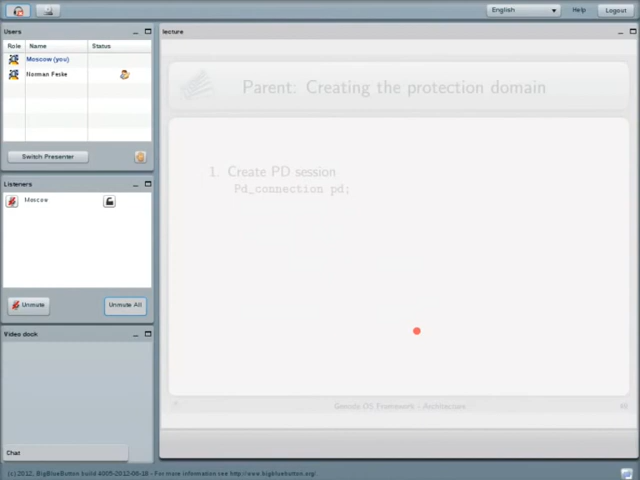 English
Help
Logout
Users
Role Name Status
Moscow (you)
Norman Feske
Switch Presenter
Listeners
Moscow
Unmute
Unmute All
Video dock
Chat
lecture
Parent: Creating the protection domain
1. Create PD session
Pd_connection pd;
Genode OS Framework - Architecture
(c) 2012, BigBlueButton build 4005-2012-06-16 - For more information see http://www.bigbluebutton.org/